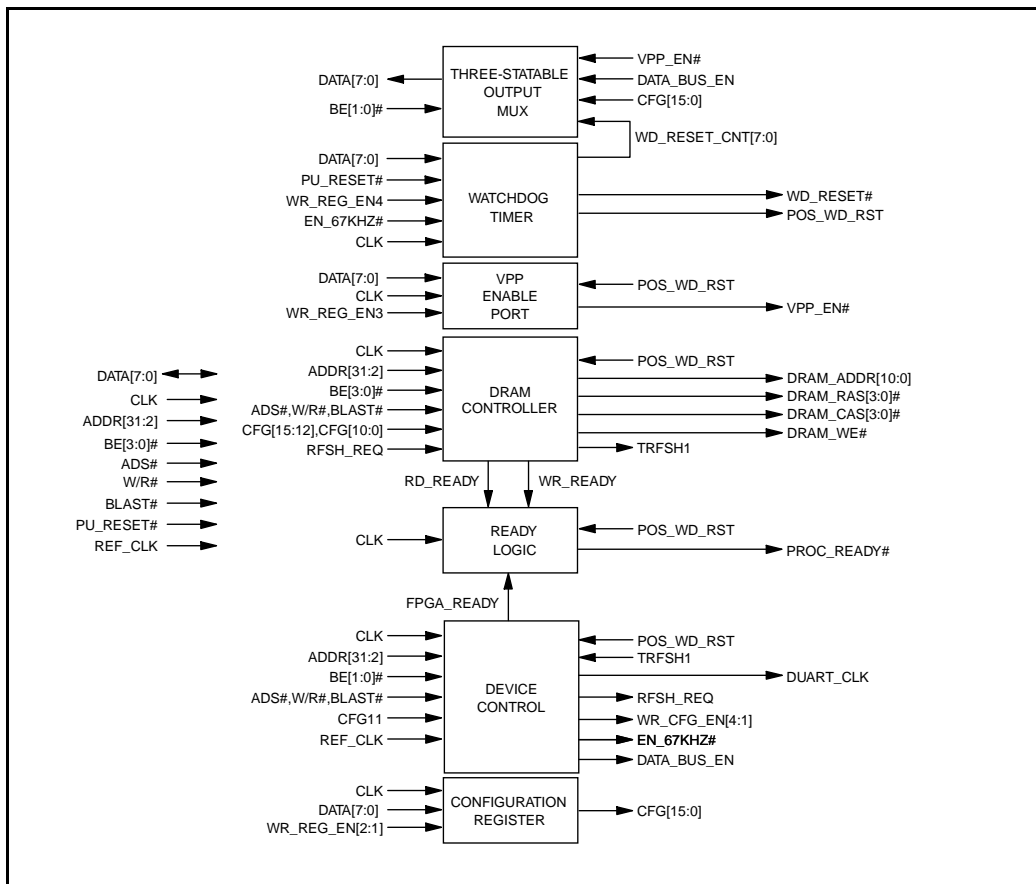 THREE-STATABLE
OUTPUT
MUX
DATA[7:0]
BE[1:0]#
VPP_EN#
DATA_BUS_EN
CFG[15:0]
WD_RESET_CNT[7:0]
DATA[7:0]
PU_RESET#
WR_REG_EN4
EN_67KHZ#
CLK
WATCHDOG
TIMER
WD_RESET#
POS_WD_RST
DATA[7:0]
CLK
WR_REG_EN3
VPP
ENABLE
PORT
POS_WD_RST
VPP_EN#
DATA[7:0]
CLK
ADDR[31:2]
BE[3:0]#
ADS#
W/R#
BLAST#
PU_RESET#
REF_CLK
CLK
ADDR[31:2]
BE[3:0]#
ADS#,W/R#,BLAST#
CFG[15:12],CFG[10:0]
RFSH_REQ
DRAM
CONTROLLER
POS_WD_RST
DRAM_ADDR[10:0]
DRAM_RAS[3:0]#
DRAM_CAS[3:0]#
DRAM_WE#
TRFSH1
RD_READY
WR_READY
CLK
READY
LOGIC
POS_WD_RST
PROC_READY#
FPGA_READY
CLK
ADDR[31:2]
BE[1:0]#
ADS#,W/R#,BLAST#
CFG11
REF_CLK
DEVICE
CONTROL
POS_WD_RST
TRFSH1
DUART_CLK
RFSH_REQ
WR_CFG_EN[4:1]
EN_67KHZ#
DATA_BUS_EN
CLK
DATA[7:0]
WR_REG_EN[2:1]
CONFIGURATION
REGISTER
CFG[15:0]